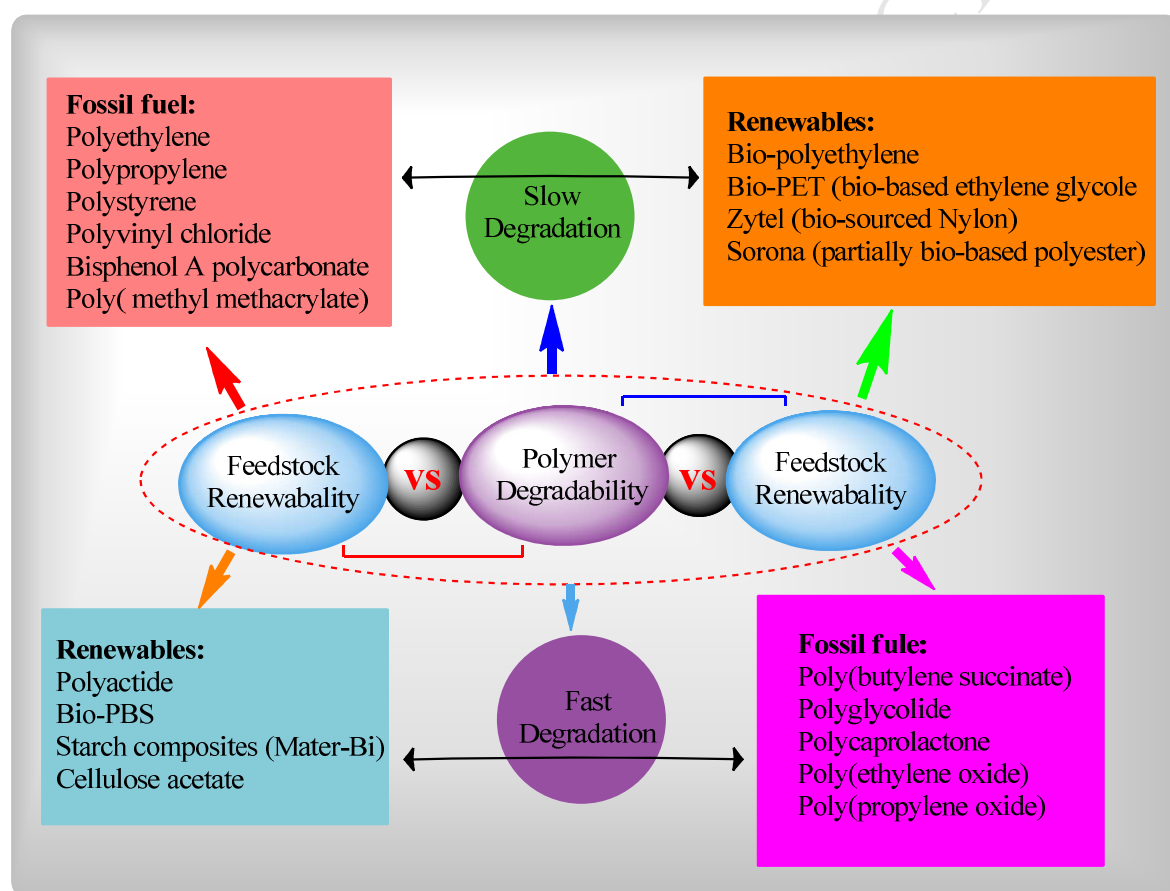 Fossil fuel:
Polyethylene
Polypropylene
Polystyrene
Polyvinyl chloride
Bisphenol A polycarbonate
Poly( methyl methacrylate)
Slow
Degradation
Renewables:
Bio-polyethylene
Bio-PET (bio-based ethylene glycole
Zytel (bio-sourced Nylon)
Sorona (partially bio-based polyester)
Feedstock
Renewabality
vs
Polymer
Degradability
vs
Feedstock
Renewabality
Renewables:
Polyactide
Bio-PBS
Starch composites (Mater-Bi)
Cellulose acetate
Fast
Degradation
Fossil fule:
Poly(butylene succinate)
Polyglycolide
Polycaprolactone
Poly(ethylene oxide)
Poly(propylene oxide)